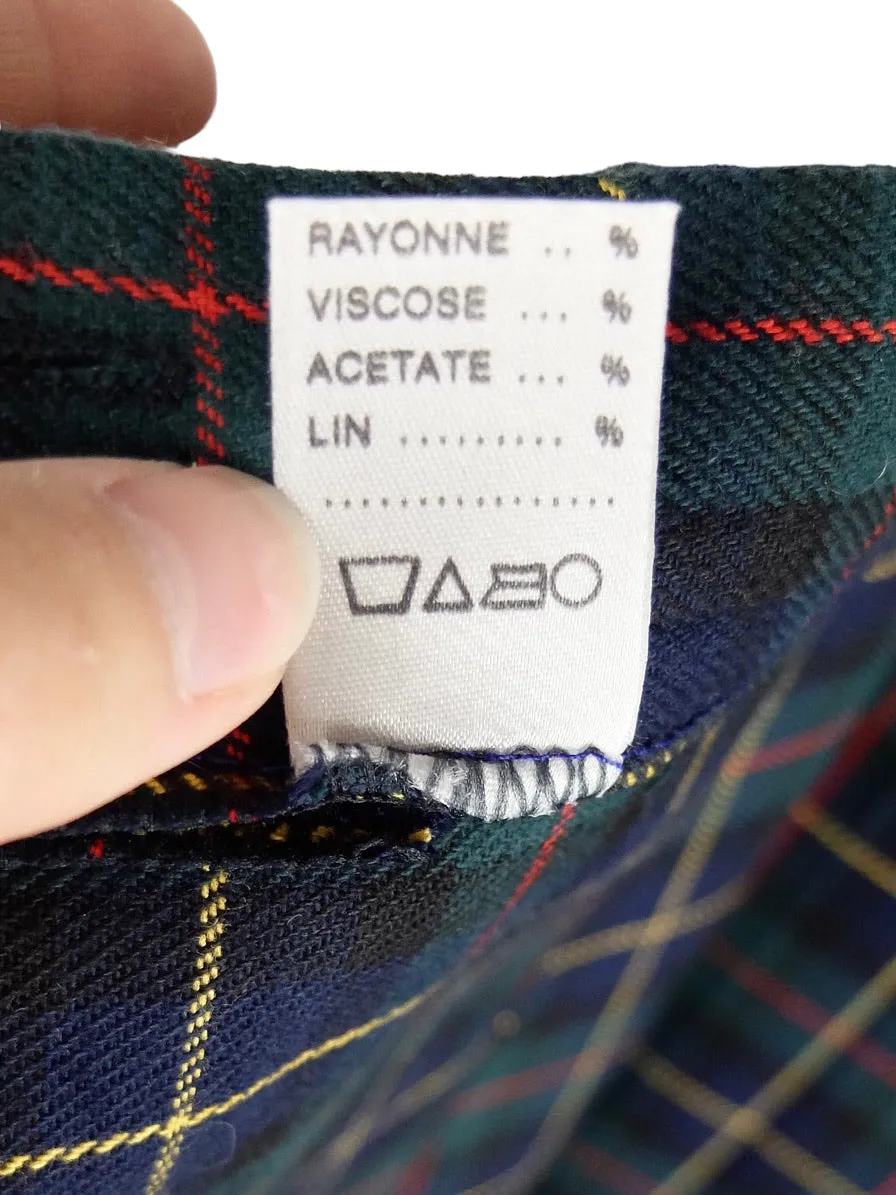 RAYONNE .. %
VISCOSE ... %
ACETATE ... %
LIN ......... %
.................